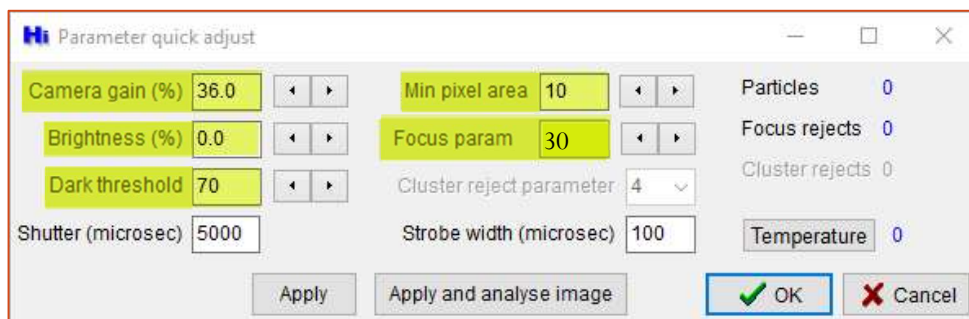 Hi Parameter quick adjust
Camera gain (%) 36.0 Min pixel area 10 Particles 0
Brightness (%) 0.0 Focus param 30 Focus rejects 0
Dark threshold 70 Cluster reject parameter 4 Cluster rejects 0
Shutter (microsec) 5000 Strobe width (microsec) 100 Temperature 0
Apply Apply and analyse image OK Cancel